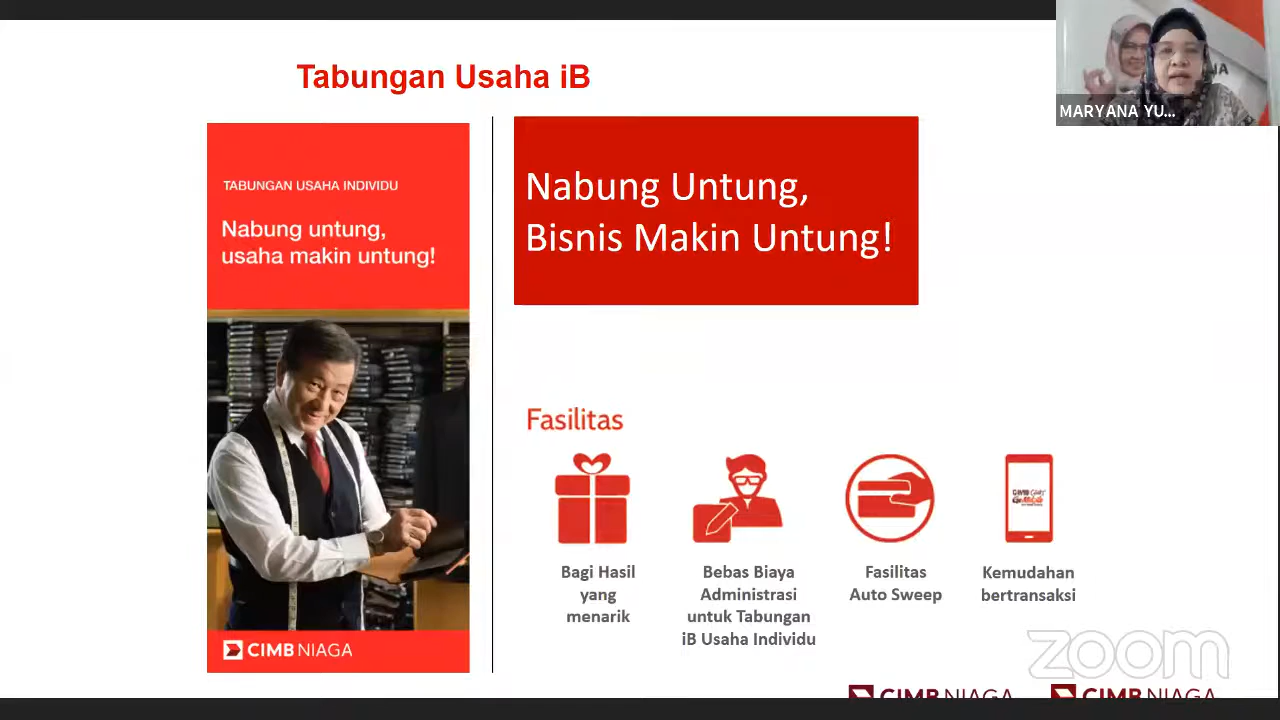 Tabungan Usaha iB
MARYANA YU...
TABUNGAN USAHA INDIVIDU
Nabung untung,
usaha makin untung!
CIMB NIAGA
Nabung Untung,
Bisnis Makin Untung!
Fasilitas
Bagi Hasil
yang
menarik
Bebas Biaya
Administrasi
untuk Tabungan
iB Usaha Individu
Fasilitas
Auto Sweep
Kemudahan
bertransaksi
zoom
CIMB NIAGA
CIMB NIAGA